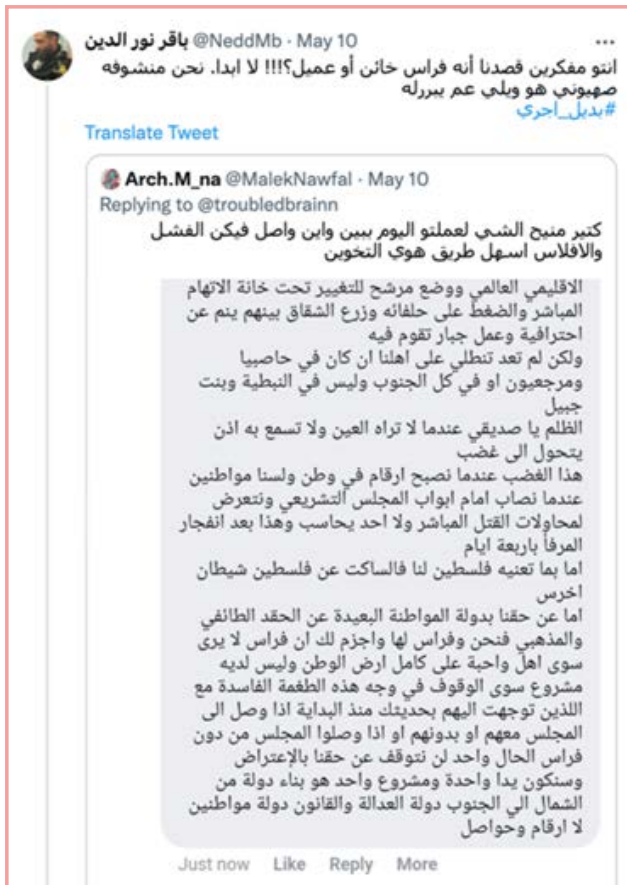 باقر نور الدين @NeddMb · May 10 ...
انتو مفكرين قصدنا أنه فراس خائن أو عميل؟!!! لا ابدا. نحن منشوفه
صهيوني هو ويلي عم يبررله
#بديل_اجري
Translate Tweet
Arch.M_na @MalekNawfal · May 10
Replying to @troubledbrainn
كتير منيح الشي لعملتو اليوم ببين واين واصل فيكن الفشل
والافلاس اسهل طريق هوي التخوين
الاقليمي العالمي ووضع مرشح للتغيير تحت خانة الاتهام
المباشر والضغط على حلفائه وزرع الشقاق بينهم ينم عن
احترافية وعمل جبار تقوم فيه
ولكن لم تعد تنطلي على اهلنا ان كان في حاصبيا
ومرجعيون او في كل الجنوب وليس في النبطية وبنت
جبيل
الظلم يا صديقي عندما لا تراه العين ولا تسمع به اذن
يتحول الى غضب
هذا الغضب عندما نصبح ارقام في وطن ولسنا مواطنين
عندما نصاب امام ابواب المجلس التشريعي ونتعرض
لمحاولات القتل المباشر ولا احد يحاسب وهذا بعد انفجار
المرفأ باربعة ايام
اما بما تعنيه فلسطين لنا فالساكت عن فلسطين شيطان
اخرس
اما عن حقنا بدولة المواطنة البعيدة عن الحقد الطائفي
والمذهبي فنحن وفراس لها واجزم لك ان فراس لا يرى
سوى اهل واحبة على كامل ارض الوطن وليس لديه
مشروع سوى الوقوف في وجه هذه الطغمة الفاسدة مع
اللذين توجهت اليهم بحديثك منذ البداية اذا وصل الى
المجلس معهم او بدونهم او اذا وصلوا المجلس من دون
فراس الحال واحد لن نتوقف عن حقنا بالإعتراض
وسنكون يدا واحدة ومشروع واحد هو بناء دولة من
الشمال الي الجنوب دولة العدالة والقانون دولة مواطنين
لا ارقام وحواصل
Just now Like Reply More